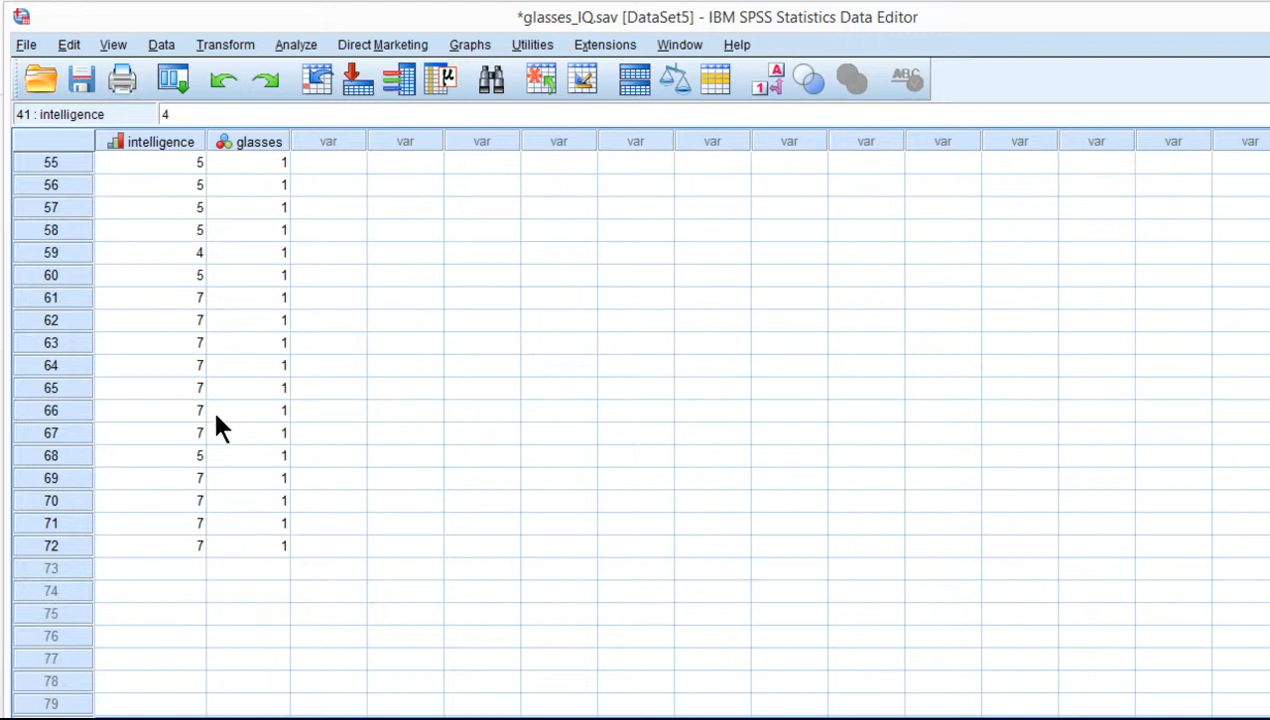 *glasses_IQ.sav [DataSet5] - IBM SPSS Statistics Data Editor
File Edit View Data Transform Analyze Direct Marketing Graphs Utilities Extensions Window Help
A 1 ABC
41 : intelligence 4
intelligence glasses var var var var var var var var var var var var var
55 5 1
56 5 1
57 5 1
58 5 1
59 4 1
60 5 1
61 7 1
62 7 1
63 7 1
64 7 1
65 7 1
66 7 1
67 7 1
68 5 1
69 7 1
70 7 1
71 7 1
72 7 1
73
74
75
76
77
78
79